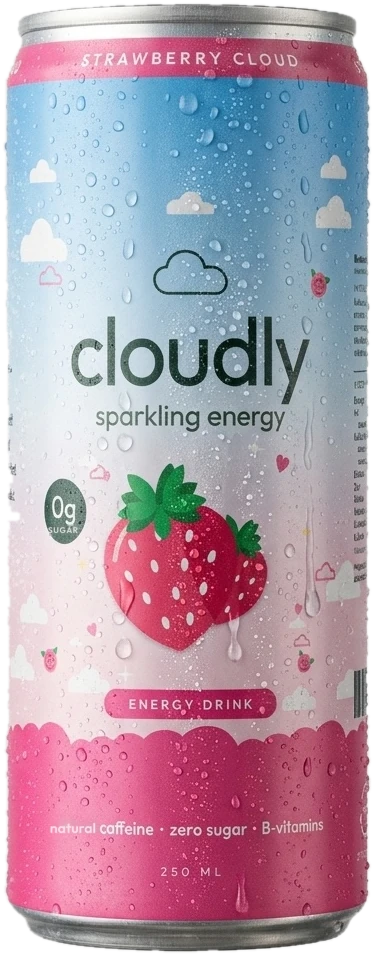 STRAWBERRY CLOUD
cloudly
sparkling energy
0g
SUGAR
ENERGY DRINK
natural caffeine · zero sugar · B-vitamins
250 ML